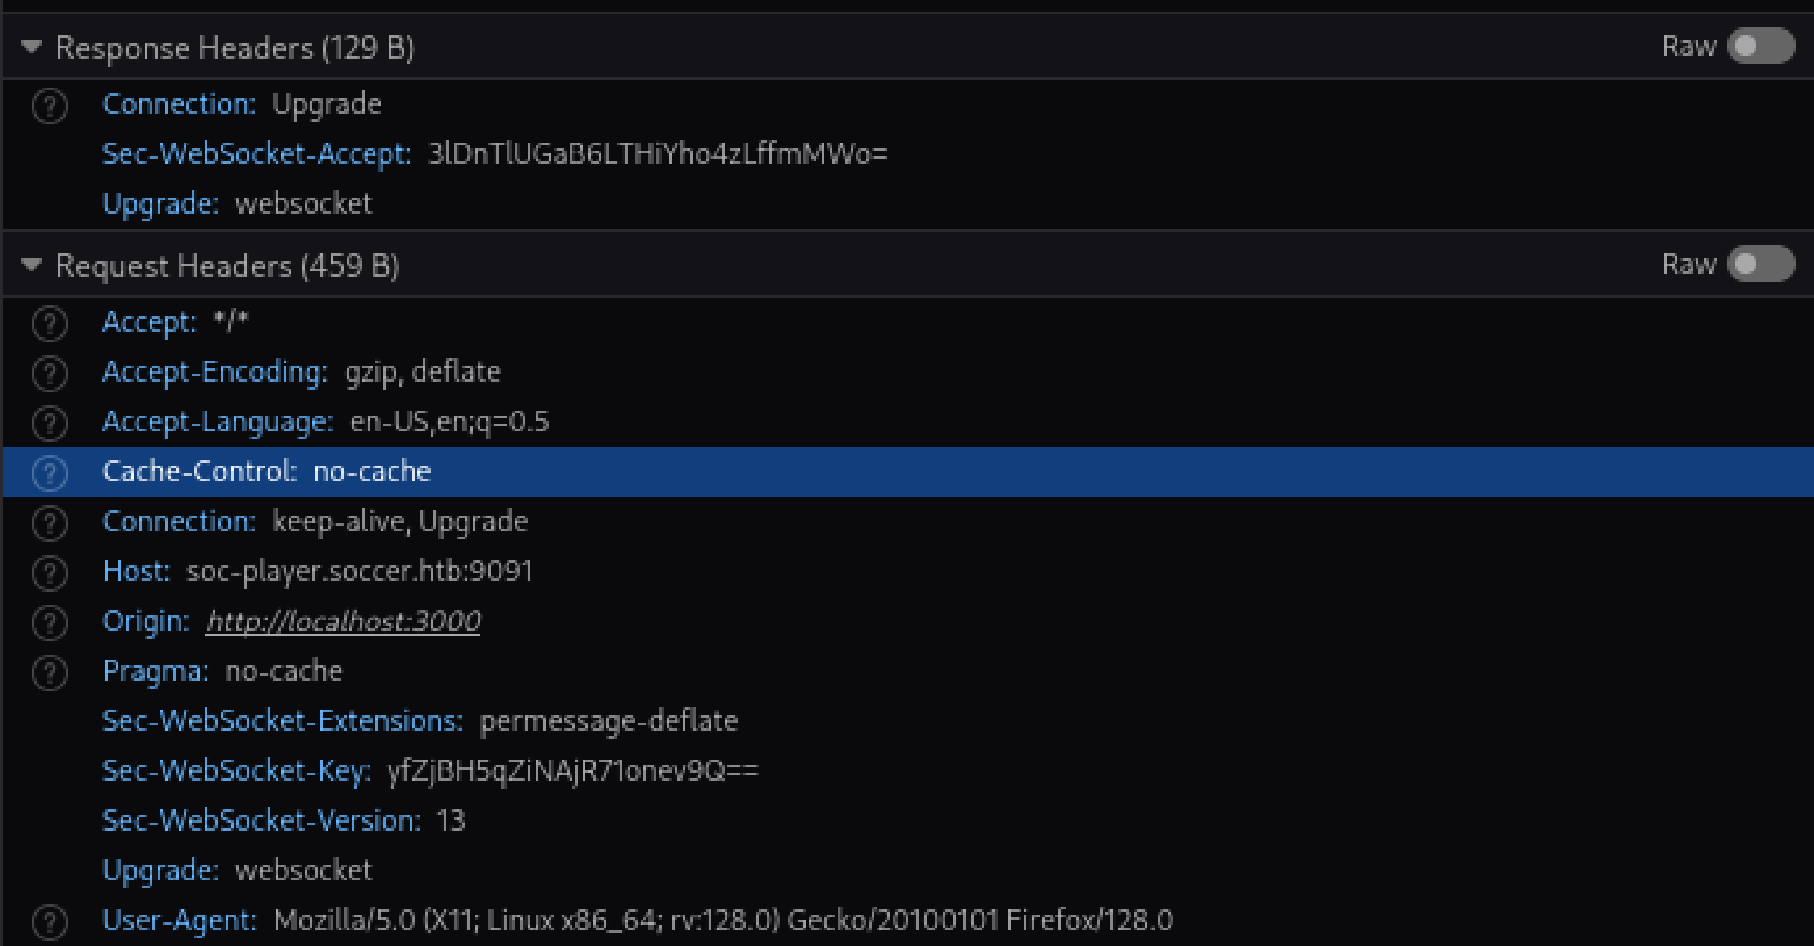 Response Headers (129 B)
Raw
Connection: Upgrade
Sec-WebSocket-Accept: 3lDnTlUGaB6LTHiYho4zLffmMWo=
Upgrade: websocket
Request Headers (459 B)
Raw
Accept: */*
Accept-Encoding: gzip, deflate
Accept-Language: en-US,en;q=0.5
Cache-Control: no-cache
Connection: keep-alive, Upgrade
Host: soc-player.soccer.htb:9091
Origin: http://localhost:3000
Pragma: no-cache
Sec-WebSocket-Extensions: permessage-deflate
Sec-WebSocket-Key: yfZjBH5qZiNAjR71onev9Q==
Sec-WebSocket-Version: 13
Upgrade: websocket
User-Agent: Mozilla/5.0 (X11; Linux x86_64; rv:128.0) Gecko/20100101 Firefox/128.0